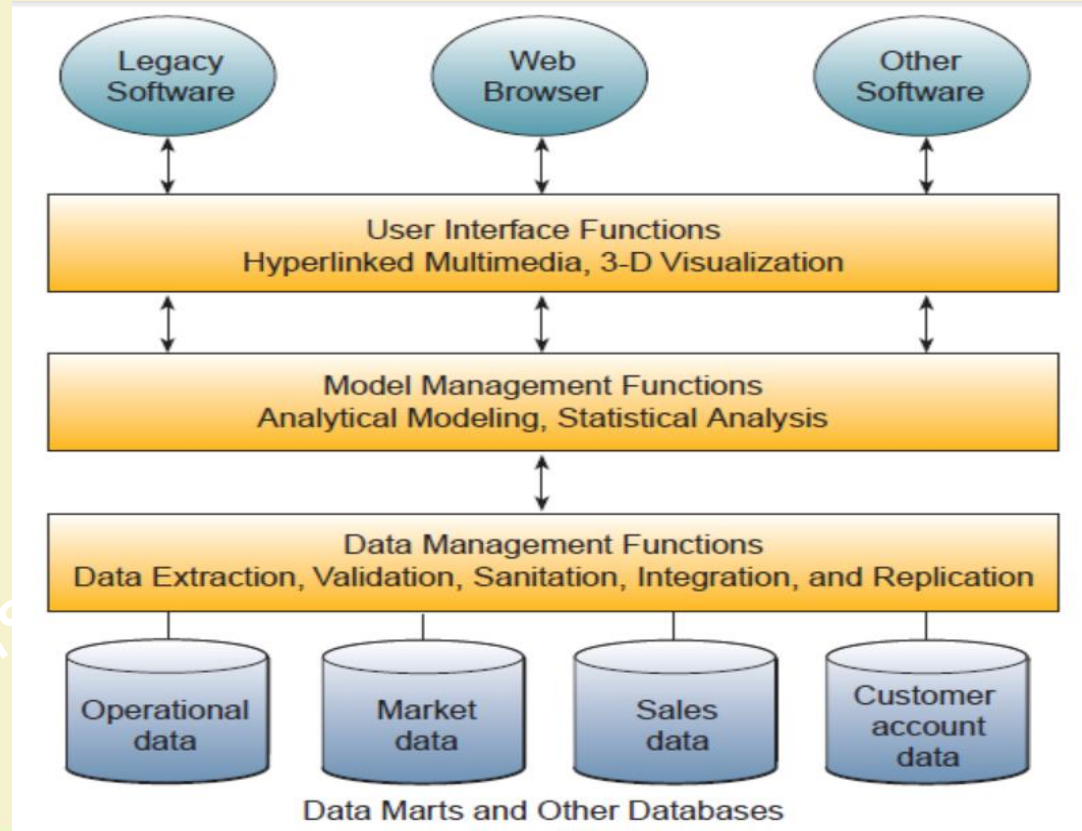 Legacy
Software
Web
Browser
Other
Software
User Interface Functions
Hyperlinked Multimedia, 3-D Visualization
Model Management Functions
Analytical Modeling, Statistical Analysis
Data Management Functions
Data Extraction, Validation, Sanitation, Integration, and Replication
Operational
data
Market
data
Sales
data
Customer
account
data
Data Marts and Other Databases